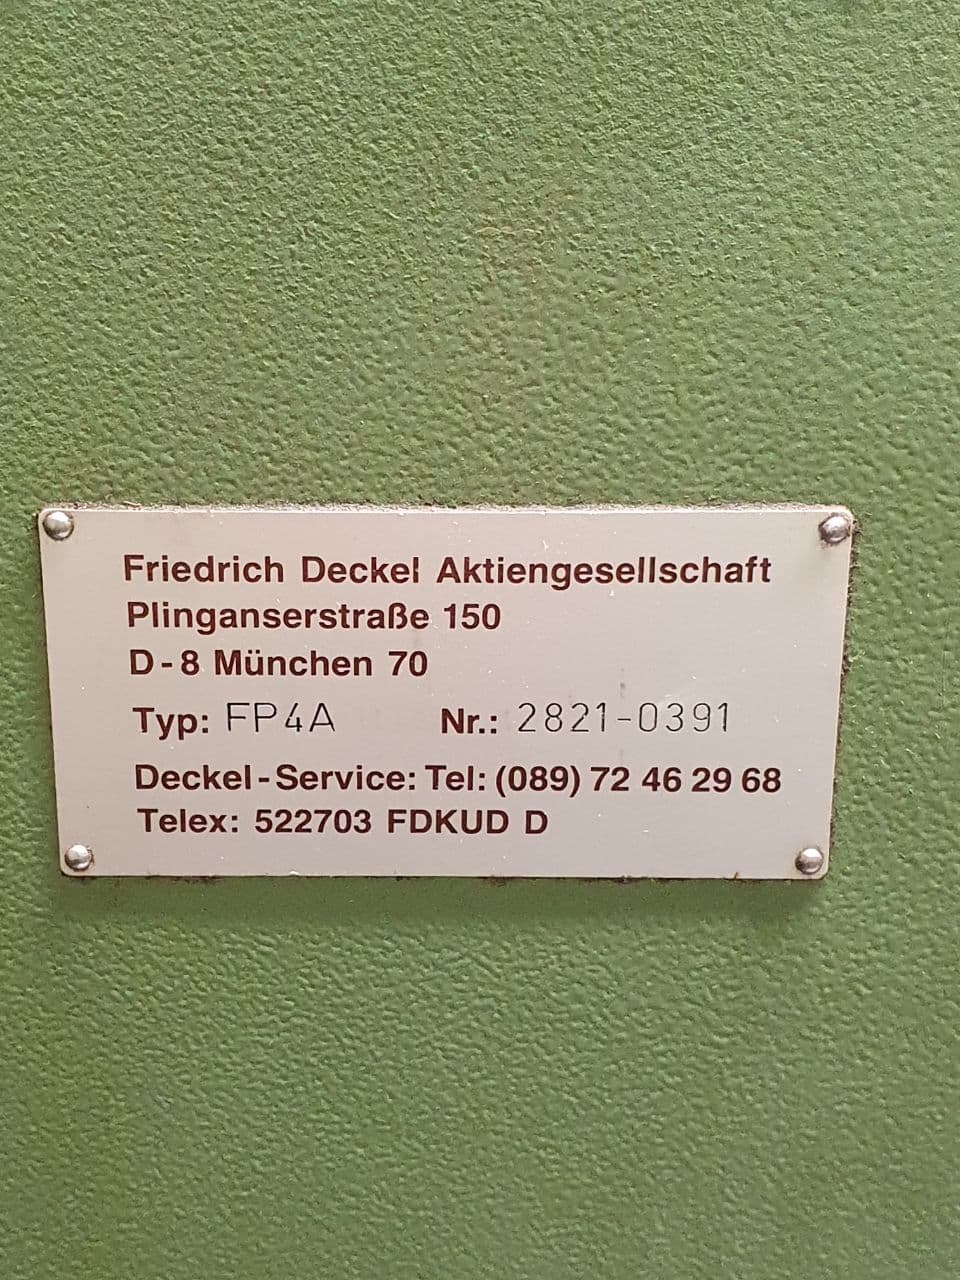 Friedrich Deckel Aktiengesellschaft
Plinganserstraße 150
D-8 München 70
Typ: FP4A Nr.: 2821-0391
Deckel-Service: Tel: (089) 72 46 29 68
Telex: 522703 FDKUD D